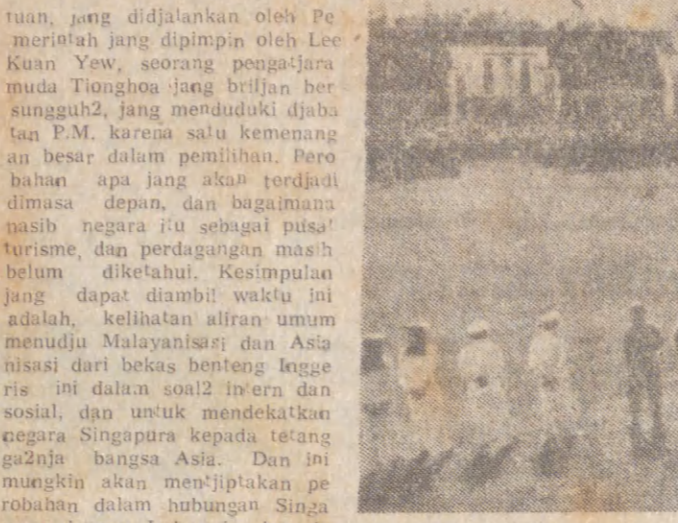 tuan, jang didjalankan oleh Pe
merintah jang dipimpin oleh Lee
Kuan Yew, seorang pengatjara
muda Tionghoa jang briljan ber
sungguh2, jang menduduki djaba
tan P.M. karena satu kemenang
an besar dalam pemilihan. Pero
bahan apa jang akan terdjadi
dimasa depan, dan bagaimana
nasib negara itu sebagai pusat
turisme, dan perdagangan masih
belum diketahui. Kesimpulan
jang dapat diambil waktu ini
adalah, kelihatan aliran umum
menudju Malayanisasi dan Asia
nisasi dari bekas benteng Ingge
ris ini dalam soal2 intern dan
sosial, dan untuk mendekatkan
negara Singapura kepada tetang
ga2nja bangsa Asia. Dan ini
mungkin akan mentjiptakan pe
robahan dalam hubungan Singa